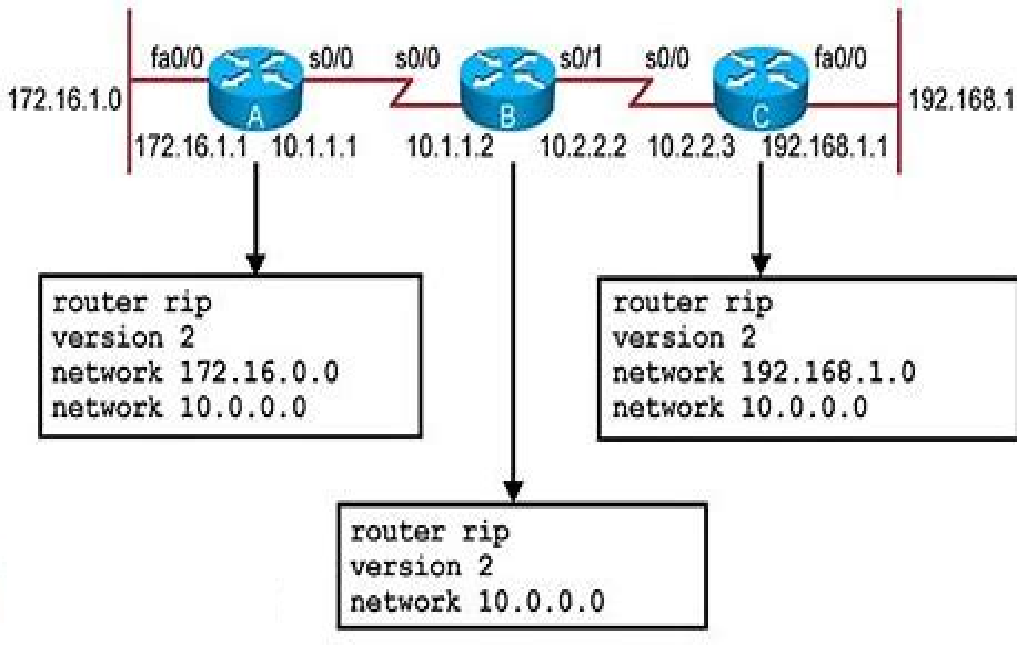 fa0/0 s0/0 s0/0 s0/1 s0/0 fa0/0
172.16.1.0 A B C 192.168.1
172.16.1.1 10.1.1.1 10.1.1.2 10.2.2.2 10.2.2.3 192.168.1.1
router rip
version 2
network 172.16.0.0
network 10.0.0.0
router rip
version 2
network 192.168.1.0
network 10.0.0.0
router rip
version 2
network 10.0.0.0